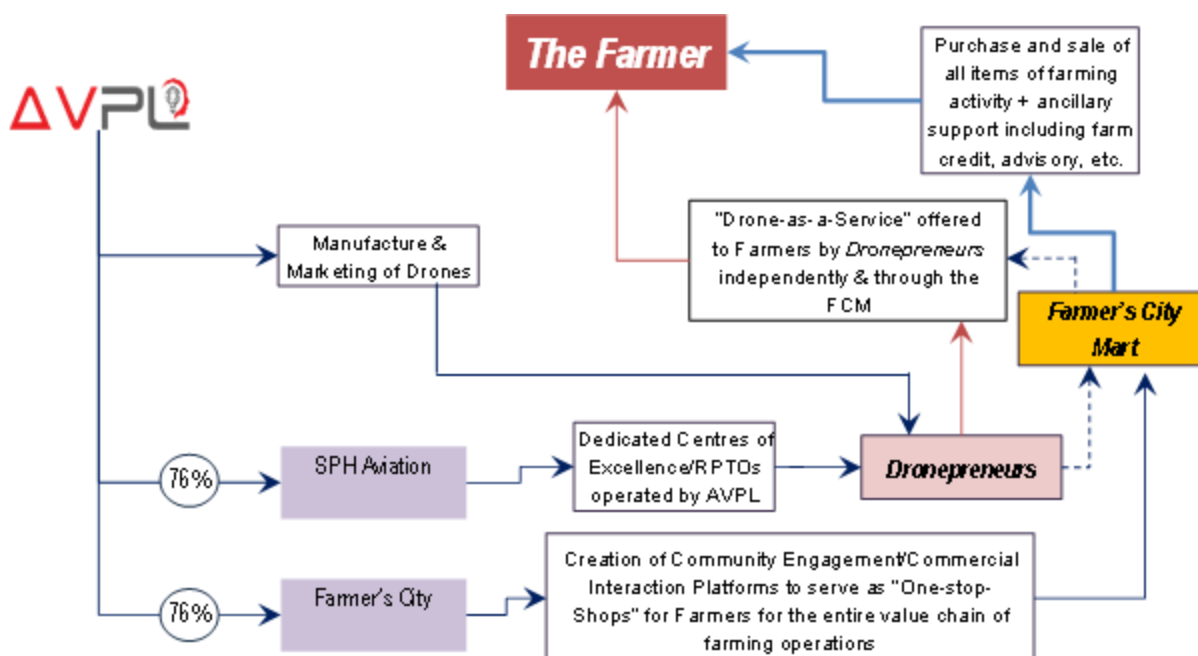 The Farmer
Purchase and sale of
all items of farming
activity + ancillary
support including farm
credit, advisory, etc.
AVPL
"Drone-as-a-Service" offered
to Farmers by Dronepreneurs
independently & through the
FCM
Manufacture &
Marketing of Drones
Farmer's City
Mart
76%
SPH Aviation
Dedicated Centres of
Excellence/RPTOs
operated by AVPL
Dronepreneurs
76%
Farmer's City
Creation of Community Engagement/Commercial
Interaction Platforms to serve as "One-stop-
Shops" for Farmers for the entire value chain of
farming operations